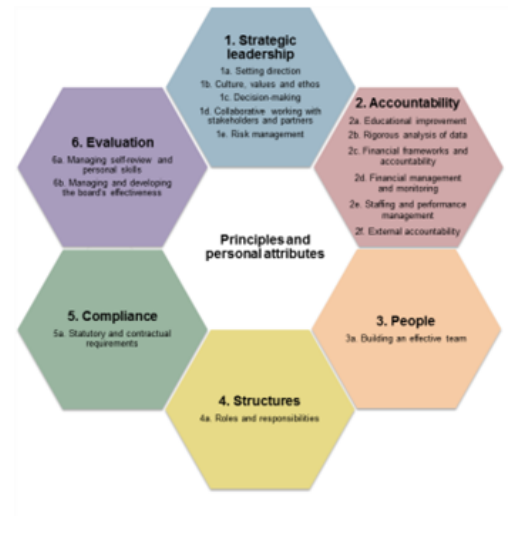 1. Strategic
leadership
1a. Setting direction
1b. Culture, values and ethos
1c. Decision-making
1d. Collaborative working with
stakeholders and partners
1e. Risk management
2. Accountability
2a. Educational improvement
2b. Rigorous analysis of data
2c. Financial frameworks and
accountability
2d. Financial management
and monitoring
2e. Staffing and performance
management
2f. External accountability
3. People
3a. Building an effective team
4. Structures
4a. Roles and responsibilities
5. Compliance
5a. Statutory and contractual
requirements
6. Evaluation
6a. Managing self-review and
personal skills
6b. Managing and developing
the board's effectiveness
Principles and
personal attributes